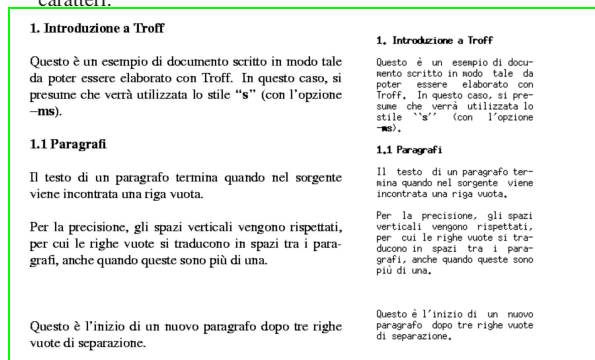 caratteri.
1. Introduzione a Troff
Questo è un esempio di documento scritto in modo tale
da poter essere elaborato con Troff. In questo caso, si
presume che verrà utilizzata lo stile “s” (con l’opzione
–ms).
1.1 Paragrafi
Il testo di un paragrafo termina quando nel sorgente
viene incontrata una riga vuota.
Per la precisione, gli spazi verticali vengono rispettati,
per cui le righe vuote si traducono in spazi tra i para-
grafi, anche quando queste sono più di una.
Questo è l’inizio di un nuovo paragrafo dopo tre righe
vuote di separazione.
1. Introduzione a Troff
Questo è un esempio di docu-
mento scritto in modo tale da
poter essere elaborato con
Troff. In questo caso, si pre-
sume che verrà utilizzata lo
stile ``s'' (con l'opzione
-ms).
1.1 Paragrafi
Il testo di un paragrafo ter-
mina quando nel sorgente viene
incontrata una riga vuota.
Per la precisione, gli spazi
verticali vengono rispettati,
per cui le righe vuote si tra-
ducono in spazi tra i para-
grafi, anche quando queste sono
più di una.
Questo è l'inizio di un nuovo
paragrafo dopo tre righe vuote
di separazione.